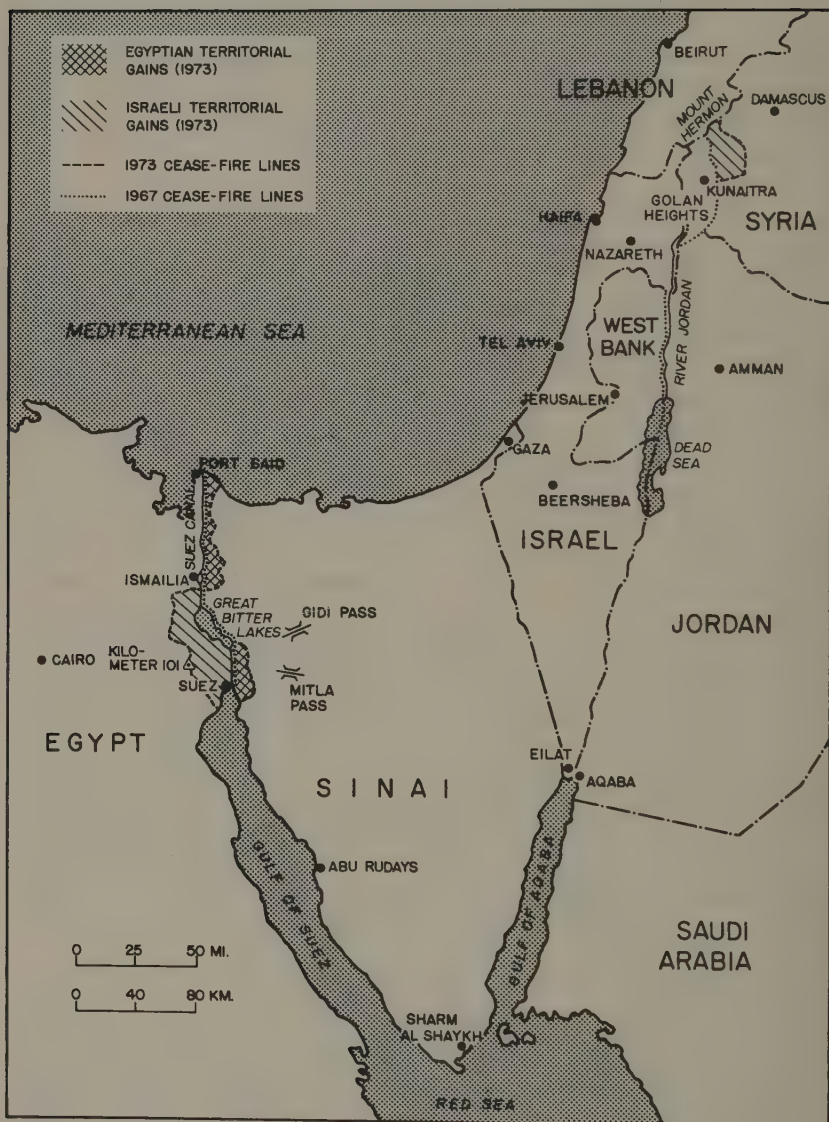 EGYPTIAN TERRITORIAL
GAINS (1973)
ISRAELI TERRITORIAL
GAINS (1973)
1973 CEASE-FIRE LINES
1967 CEASE-FIRE LINES
BEIRUT
LEBANON
DAMASCUS
MOUNT
HERMON
KUNAITRA
GOLAN
HEIGHTS
SYRIA
HAIFA
NAZARETH
MEDITERRANEAN SEA
WEST
BANK
RIVER JORDAN
TEL AVIV
AMMAN
JERUSALEM
GAZA
DEAD
SEA
PORT SAID
BEERSHEBA
SUEZ CANAL
ISRAEL
ISMAILIA
GREAT
BITTER
LAKES
GIDI PASS
JORDAN
CAIRO
KILO-
METER 101
SUEZ
MITLA
PASS
EGYPT
SINAI
EILAT
AQABA
ABU RUDAYS
GULF OF SUEZ
GULF OF AQABA
SAUDI
ARABIA
0 25 50 MI.
0 40 80 KM.
SHARM
AL SHAYKH
RED SEA